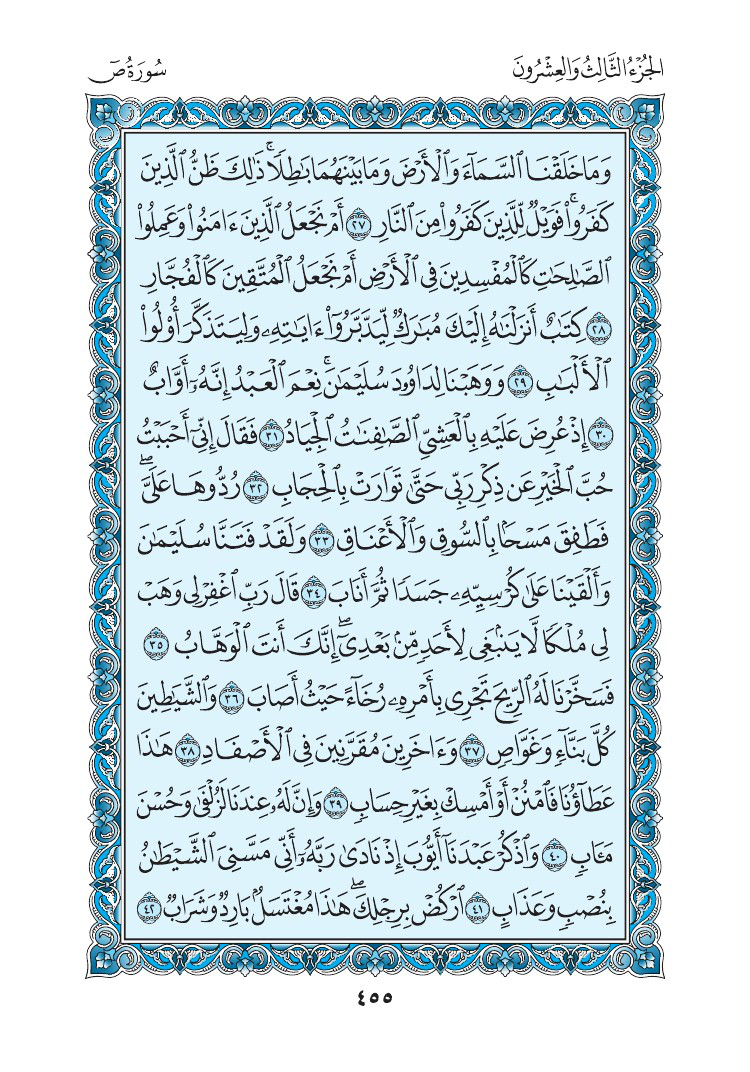 الجُزْءُ الثَّالِثُ وَالعِشْرُونَ
سُورَةُ صٓ
وَمَا خَلَقْنَا ٱلسَّمَآءَ وَٱلْأَرْضَ وَمَا بَيْنَهُمَا بَٰطِلًاۚ ذَٰلِكَ ظَنُّ ٱلَّذِينَ
كَفَرُوا۟ۚ فَوَيْلٌ لِّلَّذِينَ كَفَرُوا۟ مِنَ ٱلنَّارِ ٢٧ أَمْ نَجْعَلُ ٱلَّذِينَ ءَامَنُوا۟ وَعَمِلُوا۟
ٱلصَّٰلِحَٰتِ كَٱلْمُفْسِدِينَ فِى ٱلْأَرْضِ أَمْ نَجْعَلُ ٱلْمُتَّقِينَ كَٱلْفُجَّارِ
٢٨ كِتَٰبٌ أَنزَلْنَٰهُ إِلَيْكَ مُبَٰرَكٌ لِّيَدَّبَّرُوٓا۟ ءَايَٰتِهِۦ وَلِيَتَذَكَّرَ أُو۟لُوا۟
ٱلْأَلْبَٰبِ ٢٩ وَوَهَبْنَا لِدَاوُۥدَ سُلَيْمَٰنَۚ نِعْمَ ٱلْعَبْدُ إِنَّهُۥٓ أَوَّابٌ
٣٠ إِذْ عُرِضَ عَلَيْهِ بِٱلْعَشِىِّ ٱلصَّٰفِنَٰتُ ٱلْجِيَادُ ٣١ فَقَالَ إِنِّىٓ أَحْبَبْتُ
حُبَّ ٱلْخَيْرِ عَن ذِكْرِ رَبِّى حَتَّىٰ تَوَارَتْ بِٱلْحِجَابِ ٣٢ رُدُّوهَا عَلَىَّۖ
فَطَفِقَ مَسْحًۢا بِٱلسُّوقِ وَٱلْأَعْنَاقِ ٣٣ وَلَقَدْ فَتَنَّا سُلَيْمَٰنَ
وَأَلْقَيْنَا عَلَىٰ كُرْسِيِّهِۦ جَسَدًا ثُمَّ أَنَابَ ٣٤ قَالَ رَبِّ ٱغْفِرْ لِى وَهَبْ
لِى مُلْكًا لَّا يَنۢبَغِى لِأَحَدٍ مِّنۢ بَعْدِىٓۖ إِنَّكَ أَنتَ ٱلْوَهَّابُ ٣٥
فَسَخَّرْنَا لَهُ ٱلرِّيحَ تَجْرِى بِأَمْرِهِۦ رُخَآءً حَيْثُ أَصَابَ ٣٦ وَٱلشَّيَٰطِينَ
كُلَّ بَنَّآءٍ وَغَوَّاصٍ ٣٧ وَءَاخَرِينَ مُقَرَّنِينَ فِى ٱلْأَصْفَادِ ٣٨ هَٰذَا
عَطَآؤُنَا فَٱمْنُنْ أَوْ أَمْسِكْ بِغَيْرِ حِسَابٍ ٣٩ وَإِنَّ لَهُۥ عِندَنَا لَزُلْفَىٰ وَحُسْنَ
مَـَٔابٍ ٤٠ وَٱذْكُرْ عَبْدَنَآ أَيُّوبَ إِذْ نَادَىٰ رَبَّهُۥٓ أَنِّى مَسَّنِىَ ٱلشَّيْطَٰنُ
بِنُصْبٍ وَعَذَابٍ ٤١ ٱرْكُضْ بِرِجْلِكَۖ هَٰذَا مُغْتَسَلٌۢ بَارِدٌ وَشَرَابٌ ٤٢
٤٥٥